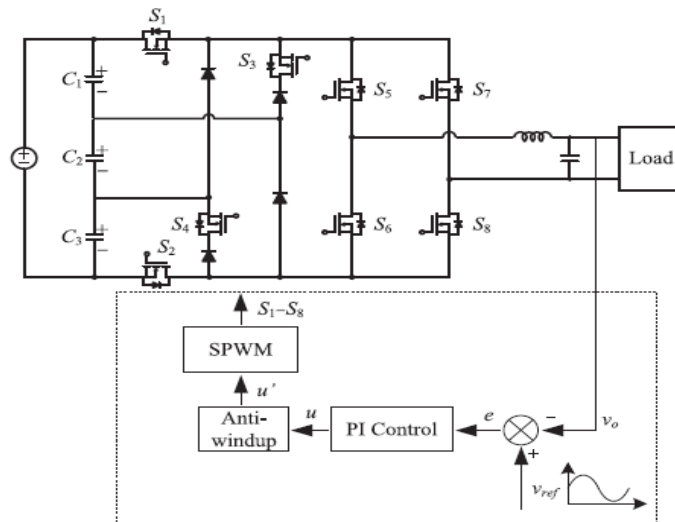 S1
S3
C1
+
−
S5
S7
C2
+
−
Load
S4
S6
S8
C3
+
−
S2
S1−S8
SPWM
u'
Anti-
windup
u
PI Control
e
−
+
vo
vref